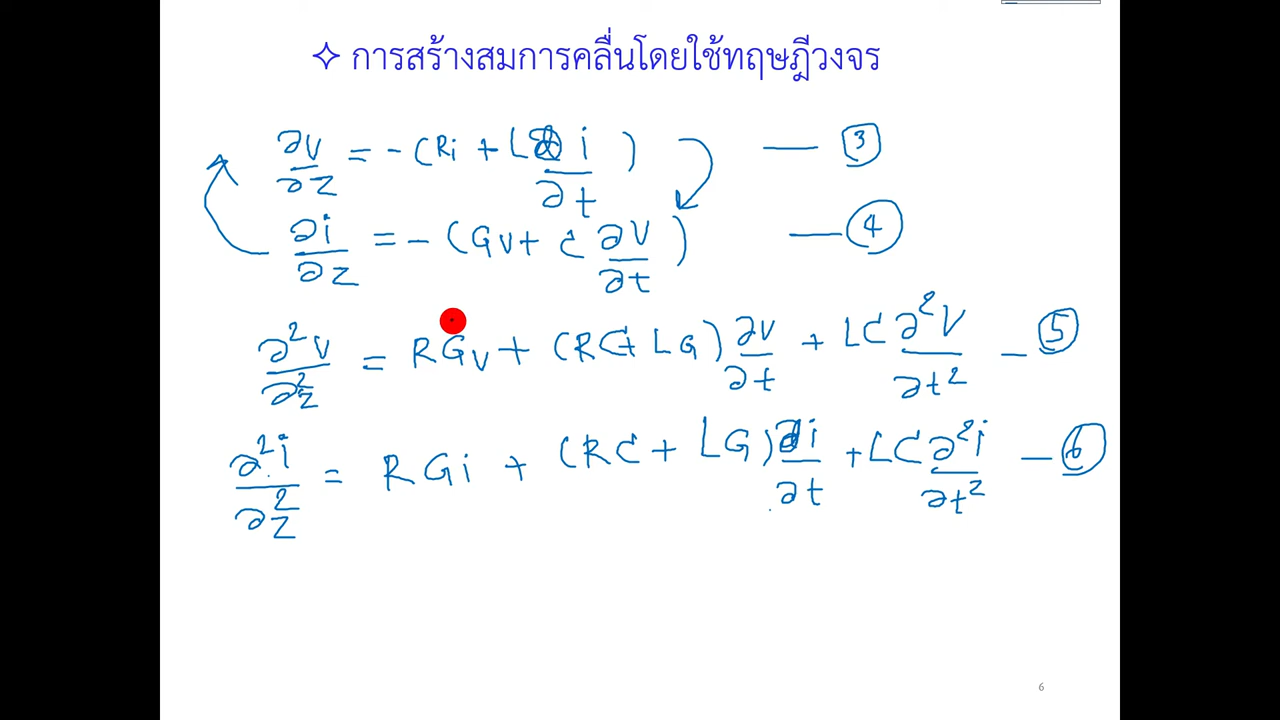 ✧ การสร้างสมการคลื่นโดยใช้ทฤษฎีวงจร
∂v/∂z = -(Ri + L ∂i/∂t) — ③
∂i/∂z = -(Gv + C ∂v/∂t) — ④
∂²v/∂z² = RGv + (RC + LG) ∂v/∂t + LC ∂²v/∂t² — ⑤
∂²i/∂z² = RGi + (RC + LG) ∂i/∂t + LC ∂²i/∂t² — ⑥
6